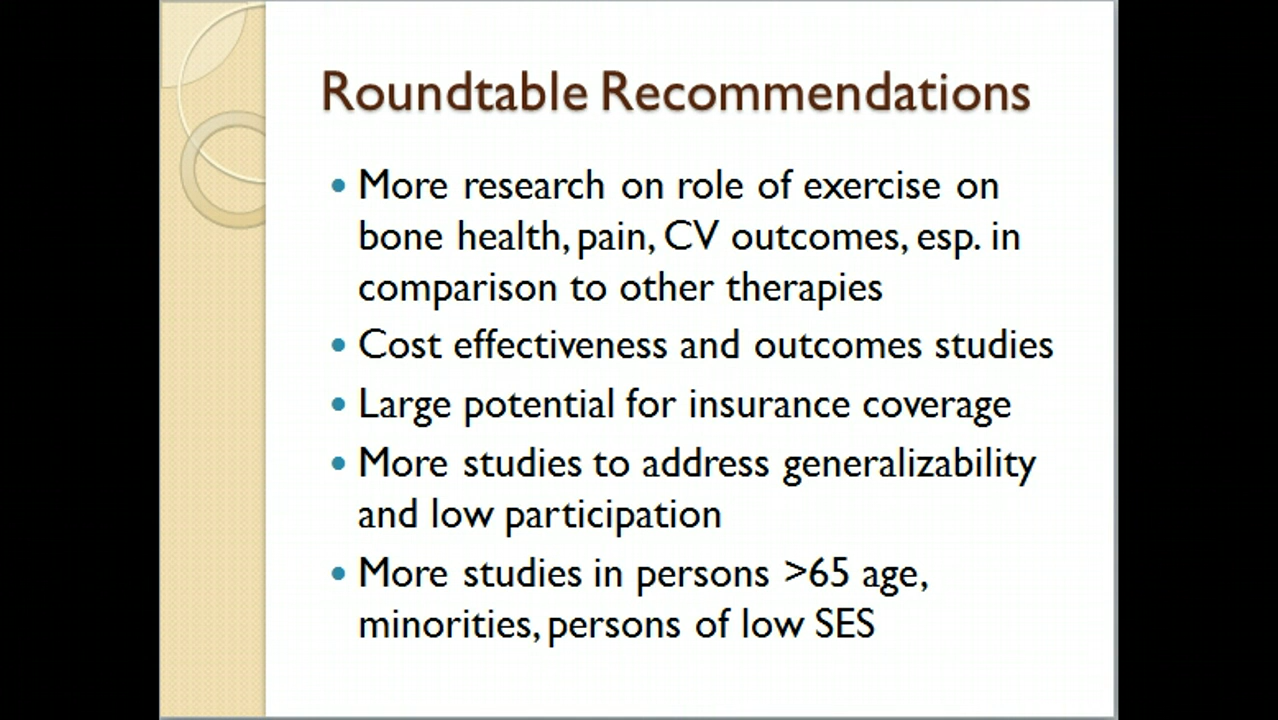 Roundtable Recommendations
• More research on role of exercise on
bone health, pain, CV outcomes, esp. in
comparison to other therapies
• Cost effectiveness and outcomes studies
• Large potential for insurance coverage
• More studies to address generalizability
and low participation
• More studies in persons >65 age,
minorities, persons of low SES